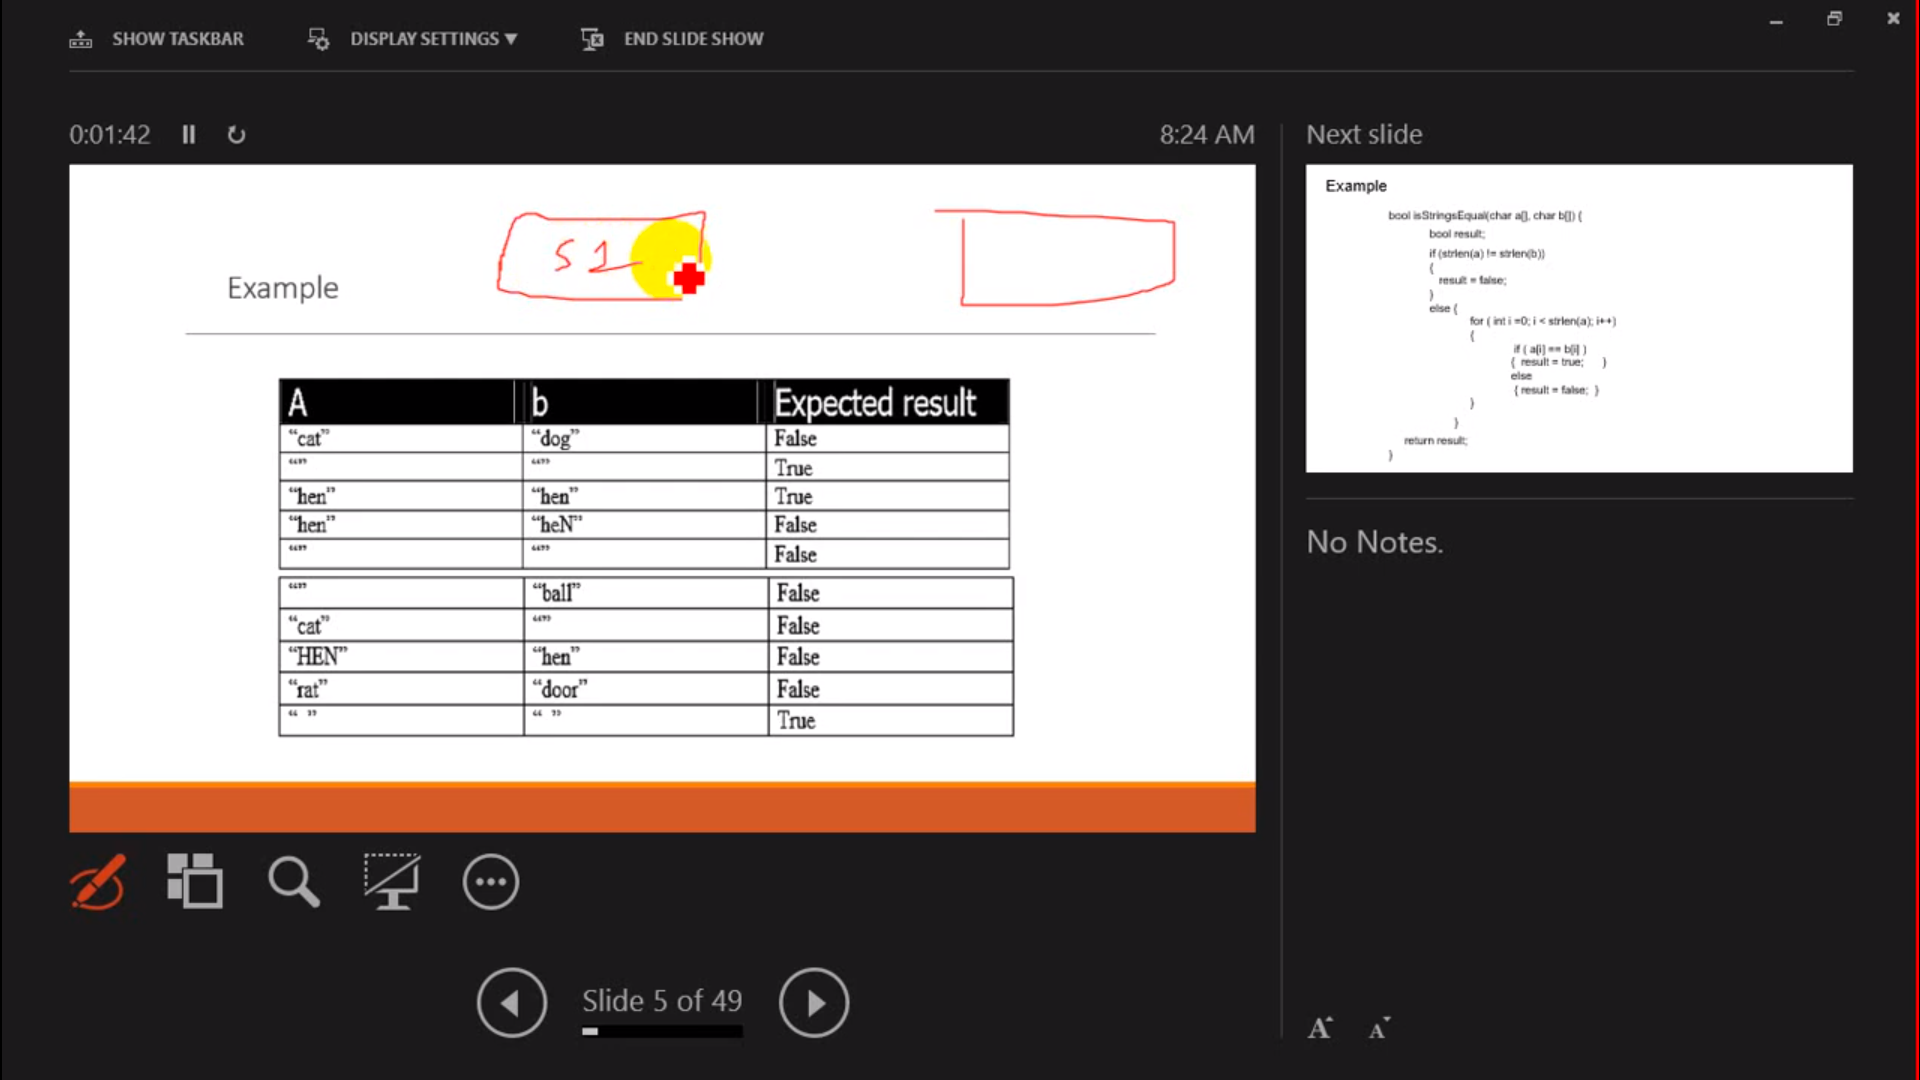 SHOW TASKBAR DISPLAY SETTINGS ▼ END SLIDE SHOW
0:01:42 8:24 AM
S1
Example
A b Expected result
“cat” “dog” False
“” “” True
“hen” “hen” True
“hen” “heN” False
“” “” False
“” “ball” False
“cat” “” False
“HEN” “hen” False
“rat” “door” False
“ ” “ ” True
Slide 5 of 49
Next slide
Example
bool isStringsEqual(char a[], char b[]) {
bool result;
if (strlen(a) != strlen(b))
{
result = false;
}
else {
for ( int i =0; i < strlen(a); i++)
{
if ( a[i] == b[i] )
{ result = true; }
else
{ result = false; }
}
}
return result;
}
No Notes.
A A